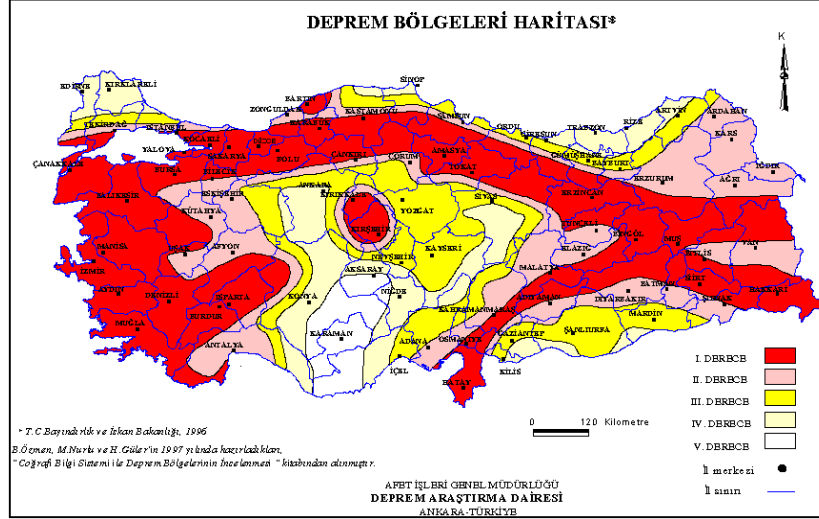 DEPREM BÖLGELERİ HARİTASI*
K
SİNOP
EDİRNE
KIRKLARELİ
BARTIN
ZONGULDAK
KASTAMONU
KARABÜK
SAMSUN
ORDU
GİRESUN
TRABZON
RİZE
ARTVİN
ARDAHAN
KARS
TEKİRDAĞ
İSTANBUL
KOCAELİ
YALOVA
SAKARYA
DÜZCE
BOLU
ÇANKIRI
ÇORUM
AMASYA
TOKAT
GÜMÜŞHANE
BAYBURT
IĞDIR
ÇANAKKALE
BURSA
BİLECİK
ESKİŞEHİR
ANKARA
KIRIKKALE
YOZGAT
SİVAS
ERZİNCAN
ERZURUM
AĞRI
BALIKESİR
KÜTAHYA
KIRŞEHİR
TUNCELİ
BİNGÖL
MUŞ
MANİSA
UŞAK
AFYON
NEVŞEHİR
KAYSERİ
ELAZIĞ
BİTLİS
VAN
İZMİR
AKSARAY
MALATYA
SİİRT
AYDIN
DENİZLİ
ISPARTA
KONYA
NİĞDE
KAHRAMANMARAŞ
ADIYAMAN
DİYARBAKIR
BATMAN
ŞIRNAK
HAKKARİ
MUĞLA
BURDUR
KARAMAN
MARDİN
ANTALYA
ADANA
OSMANİYE
GAZİANTEP
ŞANLIURFA
İÇEL
KİLİS
HATAY
I. DERECE
II. DERECE
III. DERECE
IV. DERECE
V. DERECE
İl merkezi
İl sınırı
0 120 Kilometre
* T.C.Bayındırlık ve İskan Bakanlığı, 1996
B.Özmen, M.Nurlu ve H.Güler'in 1997 yılında hazırladıkları,
"Coğrafi Bilgi Sistemi ile Deprem Bölgelerinin İncelenmesi" kitabından alınmıştır.
AFET İŞLERİ GENEL MÜDÜRLÜĞÜ
DEPREM ARAŞTIRMA DAİRESİ
ANKARA-TÜRKİYE